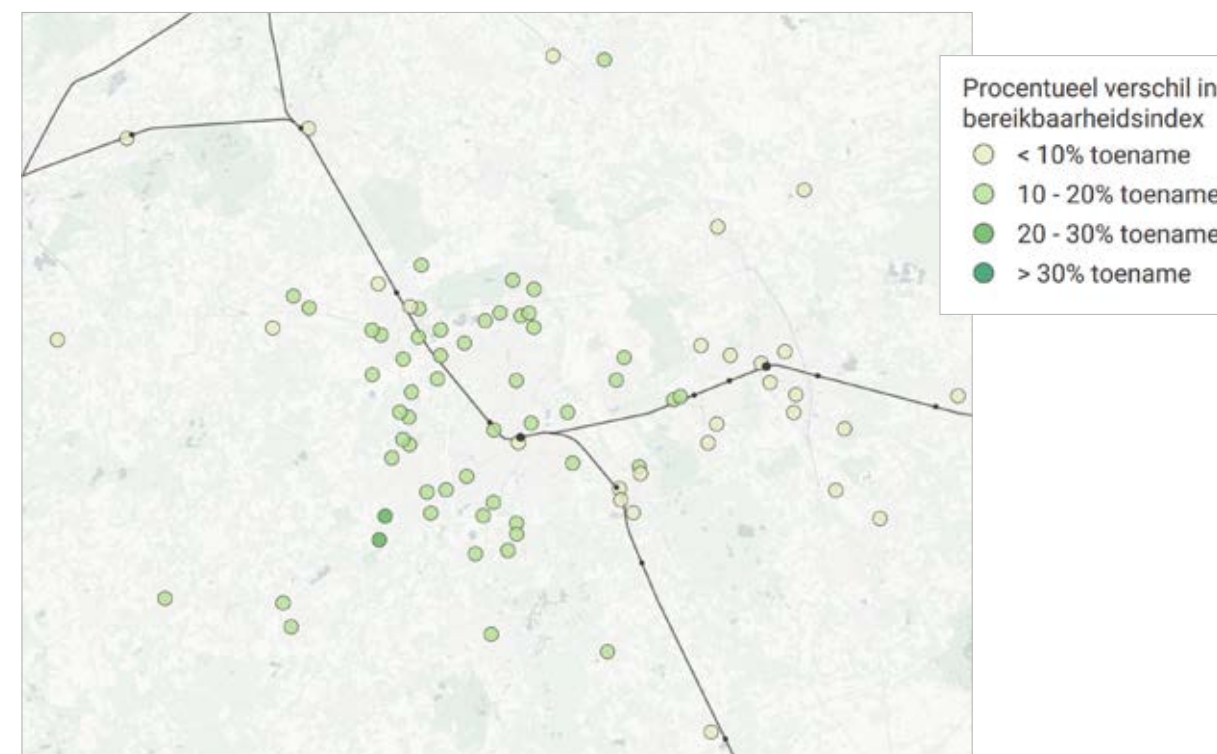 Procentueel verschil in
bereikbaarheidsindex
< 10% toename
10 - 20% toename
20 - 30% toename
> 30% toename